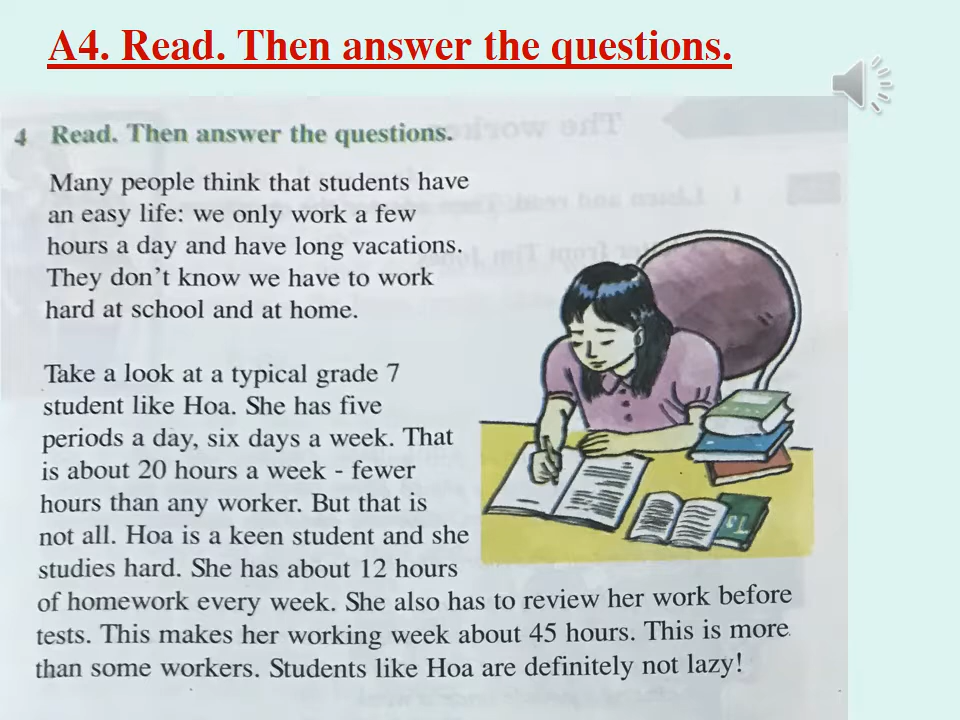 A4. Read. Then answer the questions.
4 Read. Then answer the questions.
Many people think that students have
an easy life: we only work a few
hours a day and have long vacations.
They don't know we have to work
hard at school and at home.
Take a look at a typical grade 7
student like Hoa. She has five
periods a day, six days a week. That
is about 20 hours a week - fewer
hours than any worker. But that is
not all. Hoa is a keen student and she
studies hard. She has about 12 hours
of homework every week. She also has to review her work before
tests. This makes her working week about 45 hours. This is more
than some workers. Students like Hoa are definitely not lazy!